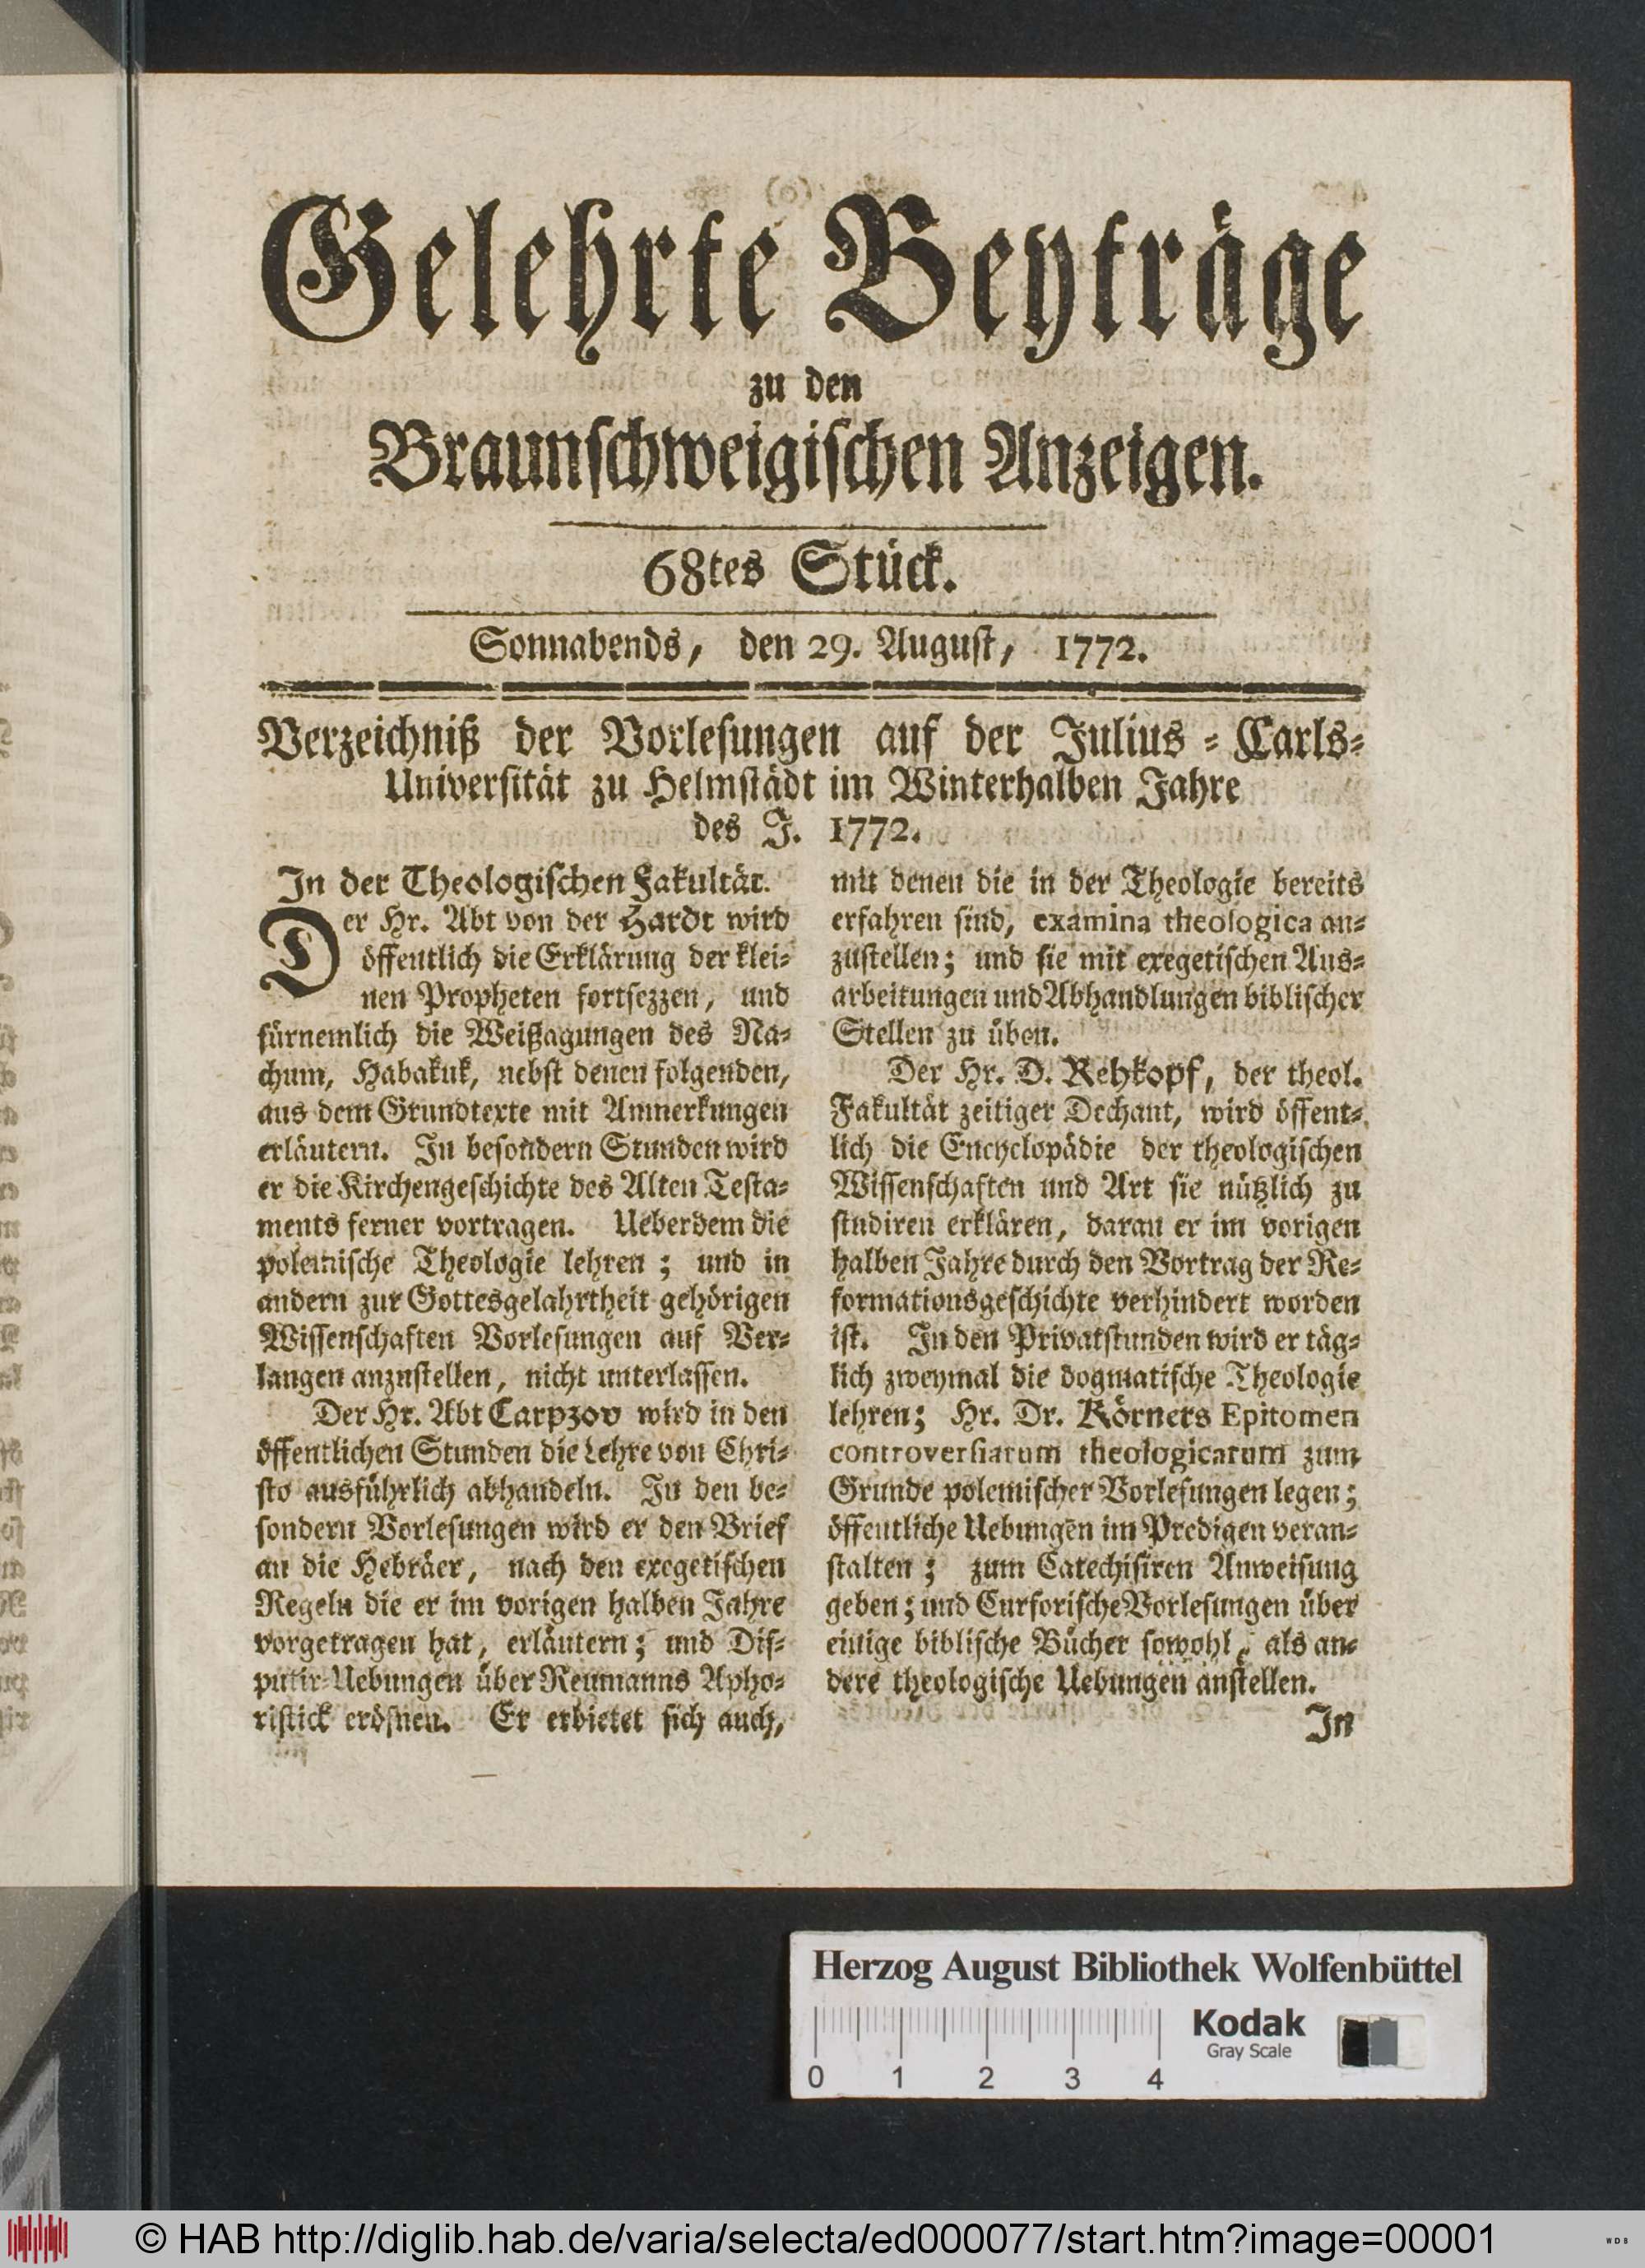 Gelehrte Beyträge
zu den
Braunschweigischen Anzeigen.
68tes Stück.
Sonnabends, den 29. August, 1772.
Verzeichniß der Vorlesungen auf der Julius-Carls-
Universität zu Helmstädt im Winterhalben Jahre
des J. 1772.
In der Theologischen Fakultät.
Der Hr. Abt von der Hardt wird
öffentlich die Erklärung der klei-
nen Propheten fortsezzen, und
fürnemlich die Weißagungen des Na-
chum, Habakuk, nebst denen folgenden,
aus dem Grundtexte mit Anmerkungen
erläutern. In besondern Stunden wird
er die Kirchengeschichte des Alten Testa-
ments ferner vortragen. Ueberdem die
polemische Theologie lehren; und in
andern zur Gottesgelahrtheit gehörigen
Wissenschaften Vorlesungen auf Ver-
langen anzustellen, nicht unterlassen.
Der Hr. Abt Carpzov wird in den
öffentlichen Stunden die Lehre von Chri-
sto ausführlich abhandeln. In den be-
sondern Vorlesungen wird er den Brief
an die Hebräer, nach den exegetischen
Regeln die er im vorigen halben Jahre
vorgetragen hat, erläutern; und Dis-
putir-Uebungen über Reumanns Apho-
ristick erösnen. Er erbietet sich auch,
mit denen die in der Theologie bereits
erfahren sind, examina theologica an-
zustellen; und sie mit exegetischen Aus-
arbeitungen und Abhandlungen biblischer
Stellen zu üben.
Der Hr. D. Rehkopf, der theol.
Fakultät zeitiger Dechant, wird öffent-
lich die Encyclopädie der theologischen
Wissenschaften und Art sie nützlich zu
studiren erklären, daran er im vorigen
halben Jahre durch den Vortrag der Re-
formationsgeschichte verhindert worden
ist. In den Privatstunden wird er täg-
lich zweymal die dogmatische Theologie
lehren; Hr. Dr. Körners Epitomen
controversiarum theologicarum zum
Grunde polemischer Vorlesungen legen;
öffentliche Uebungen im Predigen veran-
stalten; zum Catechisiren Anweisung
geben; und Cursorische Vorlesungen über
einige biblische Bücher sowohl, als an-
dere theologische Uebungen anstellen.
In
Herzog August Bibliothek Wolfenbüttel
Kodak
Gray Scale
0 1 2 3 4
© HAB http://diglib.hab.de/varia/selecta/ed000077/start.htm?image=00001
WDB